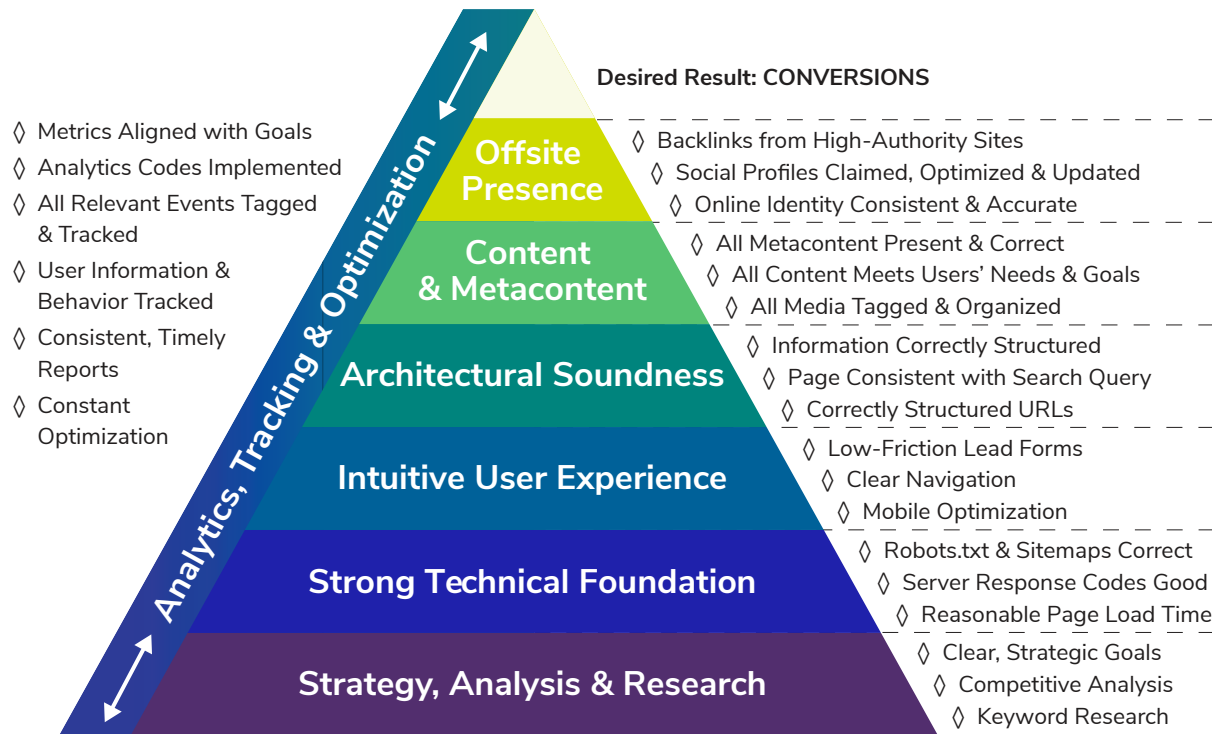 Desired Result: CONVERSIONS
◊ Metrics Aligned with Goals
◊ Analytics Codes Implemented
◊ All Relevant Events Tagged
& Tracked
◊ User Information &
Behavior Tracked
◊ Consistent, Timely
Reports
◊ Constant
Optimization
Analytics, Tracking & Optimization
Offsite
Presence
◊ Backlinks from High-Authority Sites
◊ Social Profiles Claimed, Optimized & Updated
◊ Online Identity Consistent & Accurate
Content
& Metacontent
◊ All Metacontent Present & Correct
◊ All Content Meets Users’ Needs & Goals
◊ All Media Tagged & Organized
Architectural Soundness
◊ Information Correctly Structured
◊ Page Consistent with Search Query
◊ Correctly Structured URLs
Intuitive User Experience
◊ Low-Friction Lead Forms
◊ Clear Navigation
◊ Mobile Optimization
Strong Technical Foundation
◊ Robots.txt & Sitemaps Correct
◊ Server Response Codes Good
◊ Reasonable Page Load Time
Strategy, Analysis & Research
◊ Clear, Strategic Goals
◊ Competitive Analysis
◊ Keyword Research